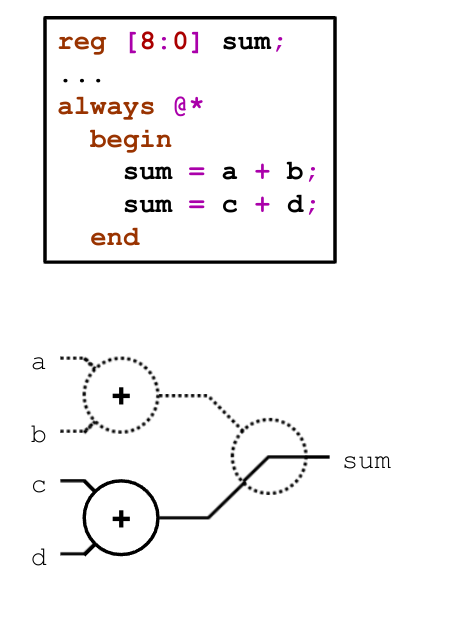 reg [8:0] sum;
...
always @*
begin
sum = a + b;
sum = c + d;
end
a
+
b
sum
c
+
d